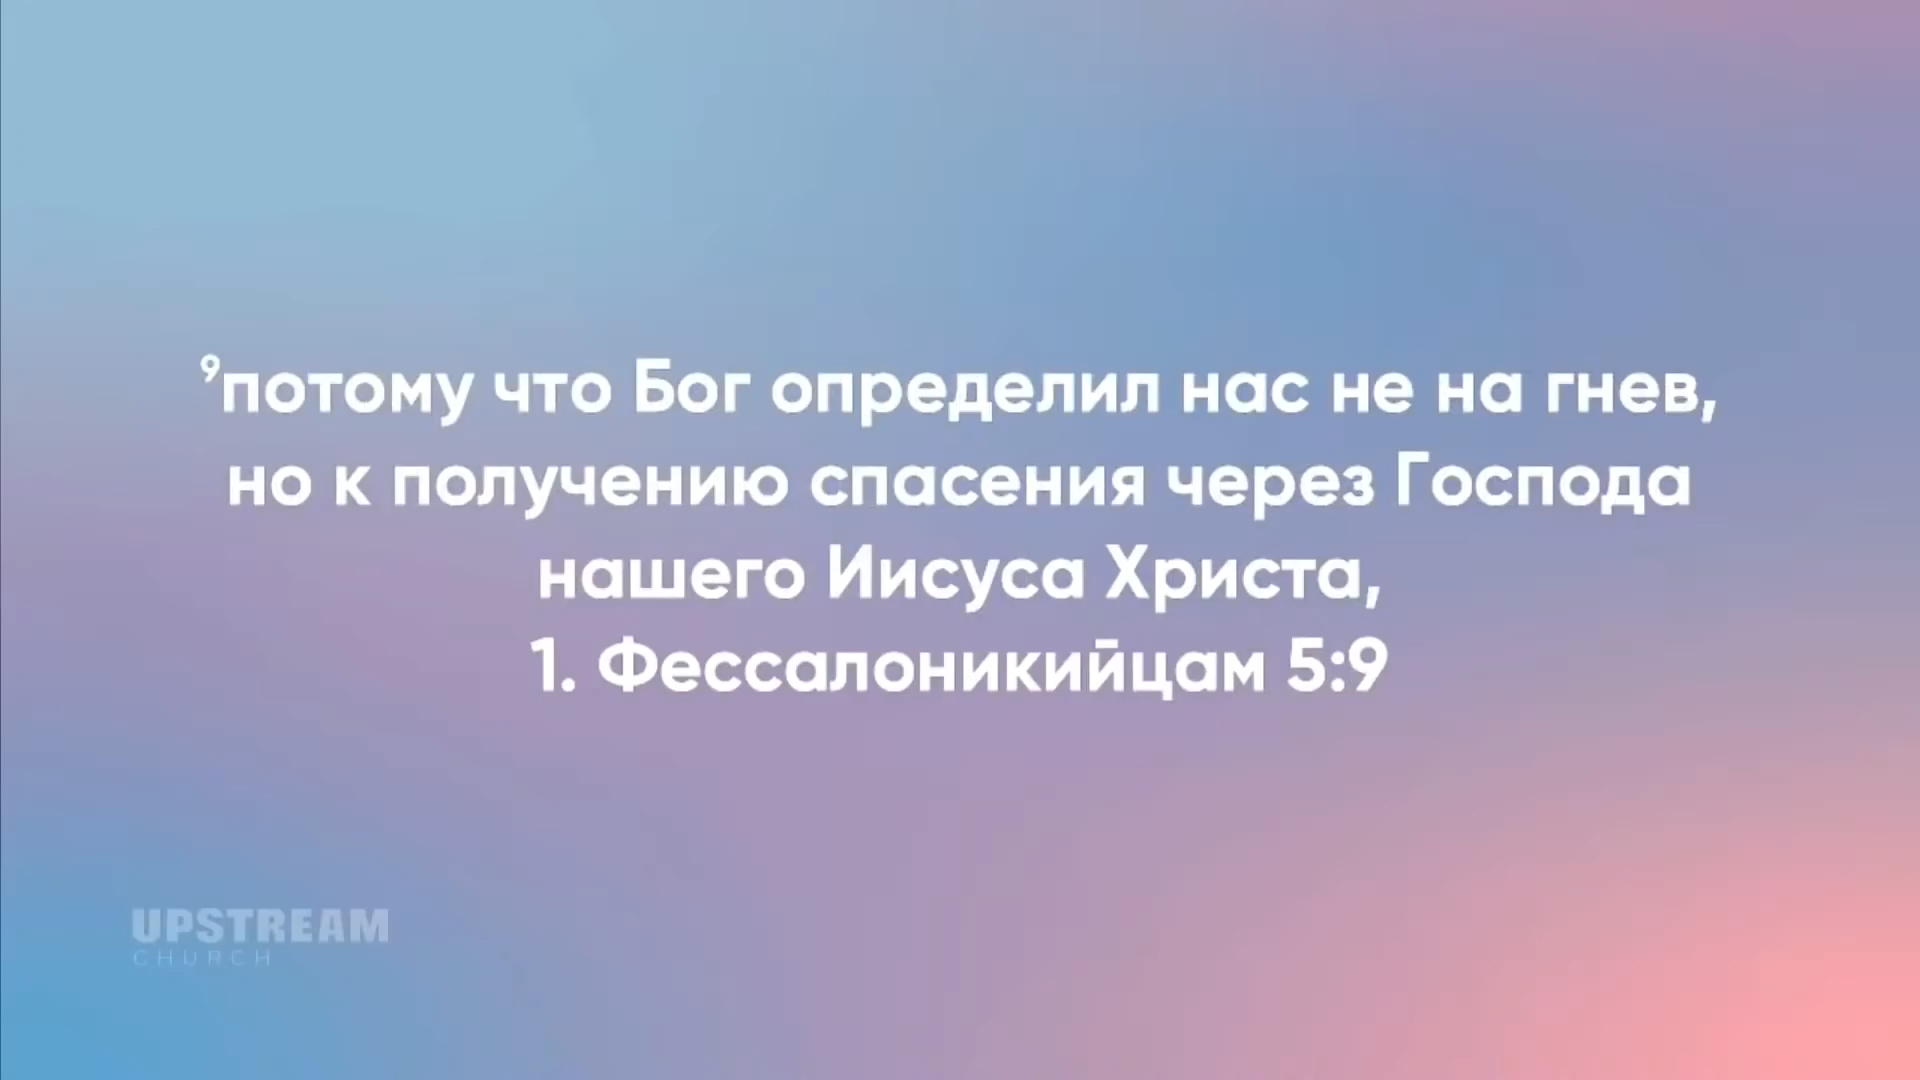 ⁹потому что Бог определил нас не на гнев,
но к получению спасения через Господа
нашего Иисуса Христа,
1. Фессалоникийцам 5:9
UPSTREAM
CHURCH